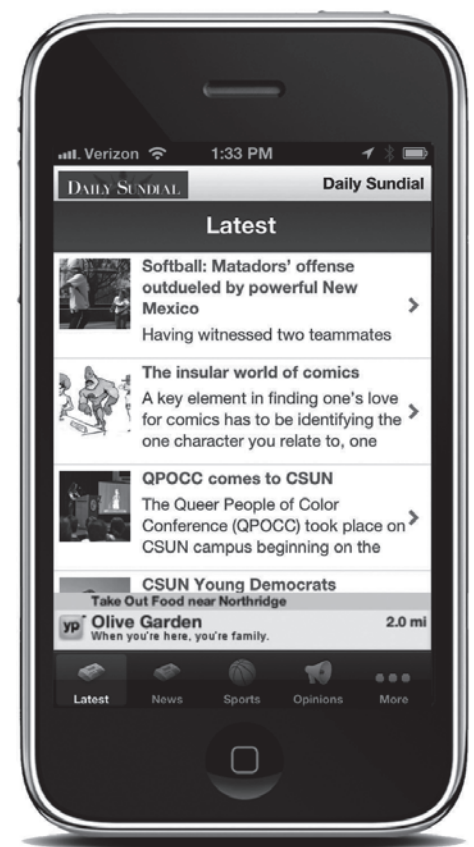 Verizon 1:33 PM
DAILY SUNDIAL Daily Sundial
Latest
Softball: Matadors' offense
outdueled by powerful New
Mexico
Having witnessed two teammates
The insular world of comics
A key element in finding one's love
for comics has to be identifying the
one character you relate to, one
QPOCC comes to CSUN
The Queer People of Color
Conference (QPOCC) took place on
CSUN campus beginning on the
CSUN Young Democrats
Take Out Food near Northridge
yp Olive Garden 2.0 mi
When you're here, you're family.
Latest News Sports Opinions More